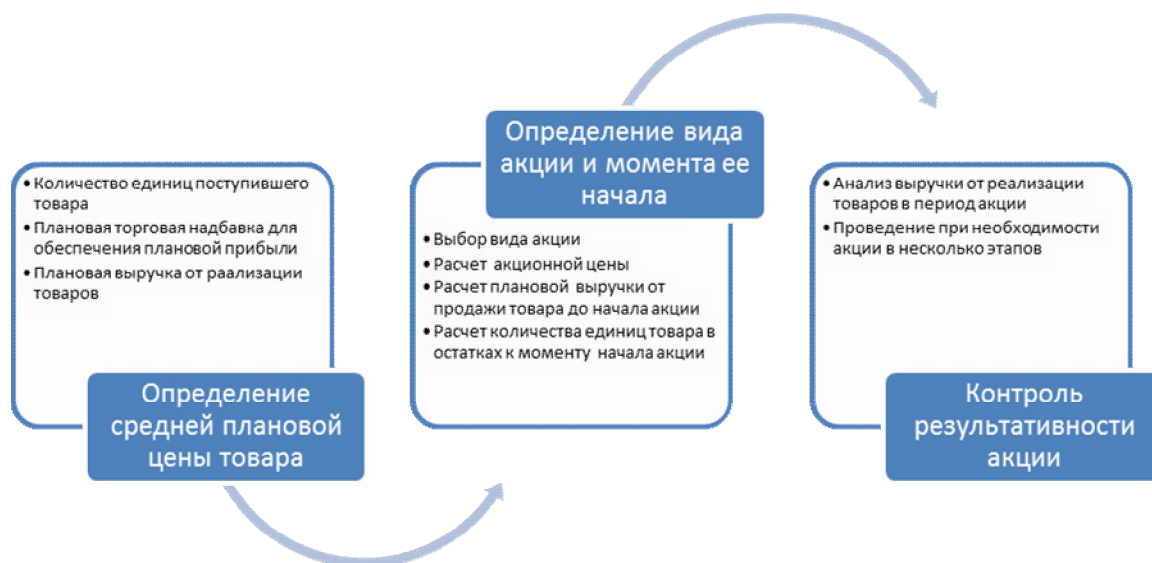 • Количество единиц поступившего
товара
• Плановая торговая надбавка для
обеспечения плановой прибыли
• Плановая выручка от раализации
товаров
Определение
средней плановой
цены товара
Определение вида
акции и момента ее
начала
• Выбор вида акции
• Расчет акционной цены
• Расчет плановой выручки от
продажи товара до начала акции
• Расчет количества единиц товара в
остатках к моменту начала акции
• Анализ выручки от реализации
товаров в период акции
• Проведение при необходимости
акции в несколько этапов
Контроль
результативности
акции